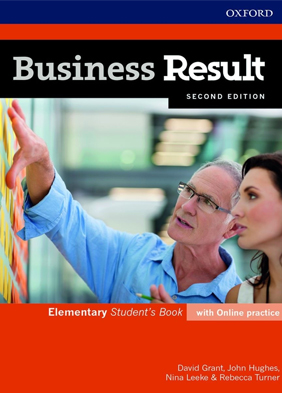 OXFORD
Business Result
SECOND EDITION
Elementary Student's Book
with Online practice
David Grant, John Hughes,
Nina Leeke & Rebecca Turner